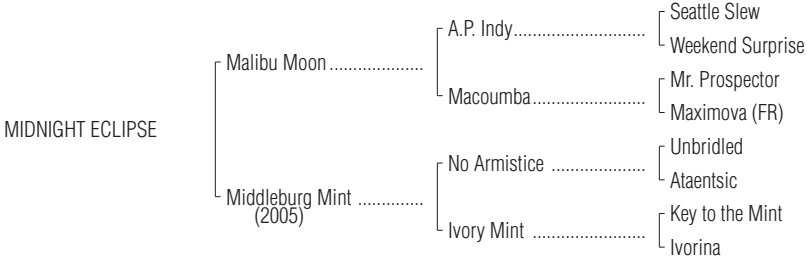 Seattle Slew
A.P. Indy..............................
Weekend Surprise
Malibu Moon .....................
Mr. Prospector
Macoumba..........................
Maximova (FR)
MIDNIGHT ECLIPSE
Unbridled
No Armistice .....................
Ataentsic
Middleburg Mint ...............
(2005)
Key to the Mint
Ivory Mint ..........................
Ivorina